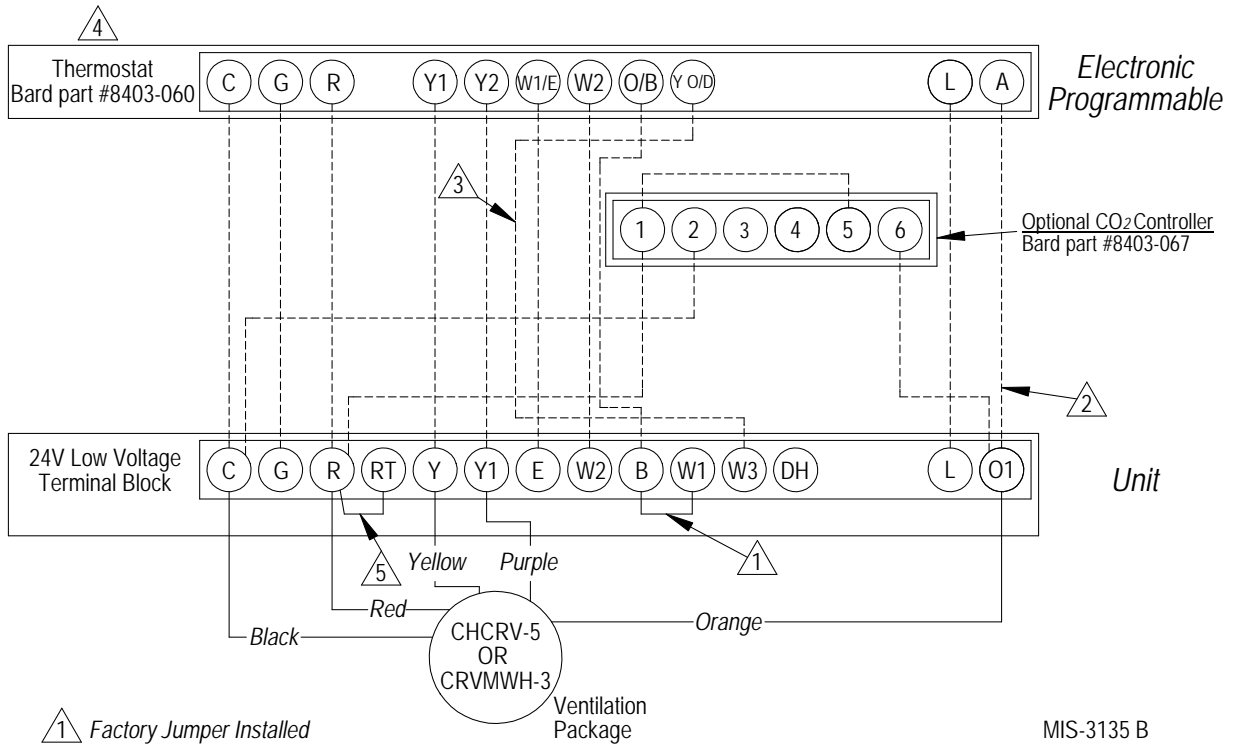 4
Thermostat
Bard part #8403-060
C G R Y1 Y2 W1/E W2 O/B Y O/D L A
Electronic
Programmable
3
1 2 3 4 5 6
Optional CO2 Controller
Bard part #8403-067
2
24V Low Voltage
Terminal Block
C G R RT Y Y1 E W2 B W1 W3 DH L O1
Unit
5
Yellow Purple
1
Red
Black
Orange
CHCRV-5
OR
CRVMWH-3
Ventilation
Package
1 Factory Jumper Installed
MIS-3135 B